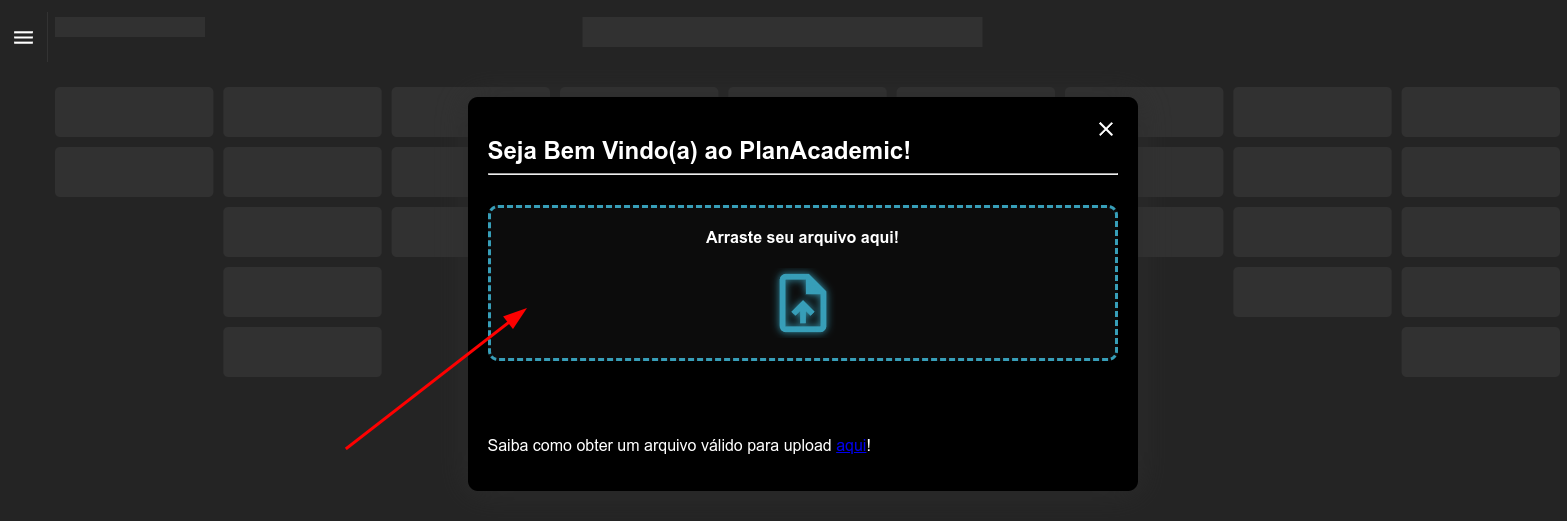 Seja Bem Vindo(a) ao PlanAcademic!
Arraste seu arquivo aqui!
Saiba como obter um arquivo válido para upload aqui!